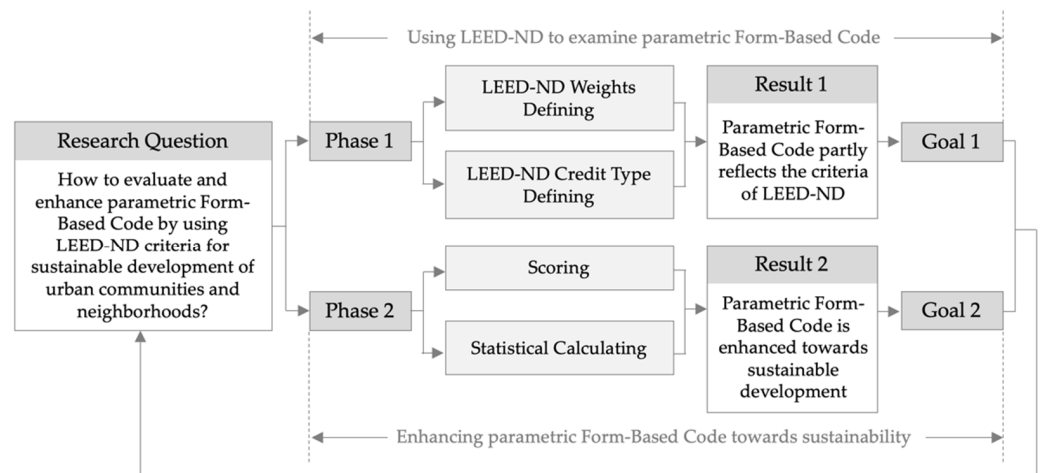 Using LEED-ND to examine parametric Form-Based Code
Research Question
How to evaluate and
enhance parametric Form-
Based Code by using
LEED-ND criteria for
sustainable development of
urban communities and
neighborhoods?
Phase 1
LEED-ND Weights
Defining
LEED-ND Credit Type
Defining
Result 1
Parametric Form-
Based Code partly
reflects the criteria
of LEED-ND
Goal 1
Phase 2
Scoring
Statistical Calculating
Result 2
Parametric Form-
Based Code is
enhanced towards
sustainable
development
Goal 2
Enhancing parametric Form-Based Code towards sustainability